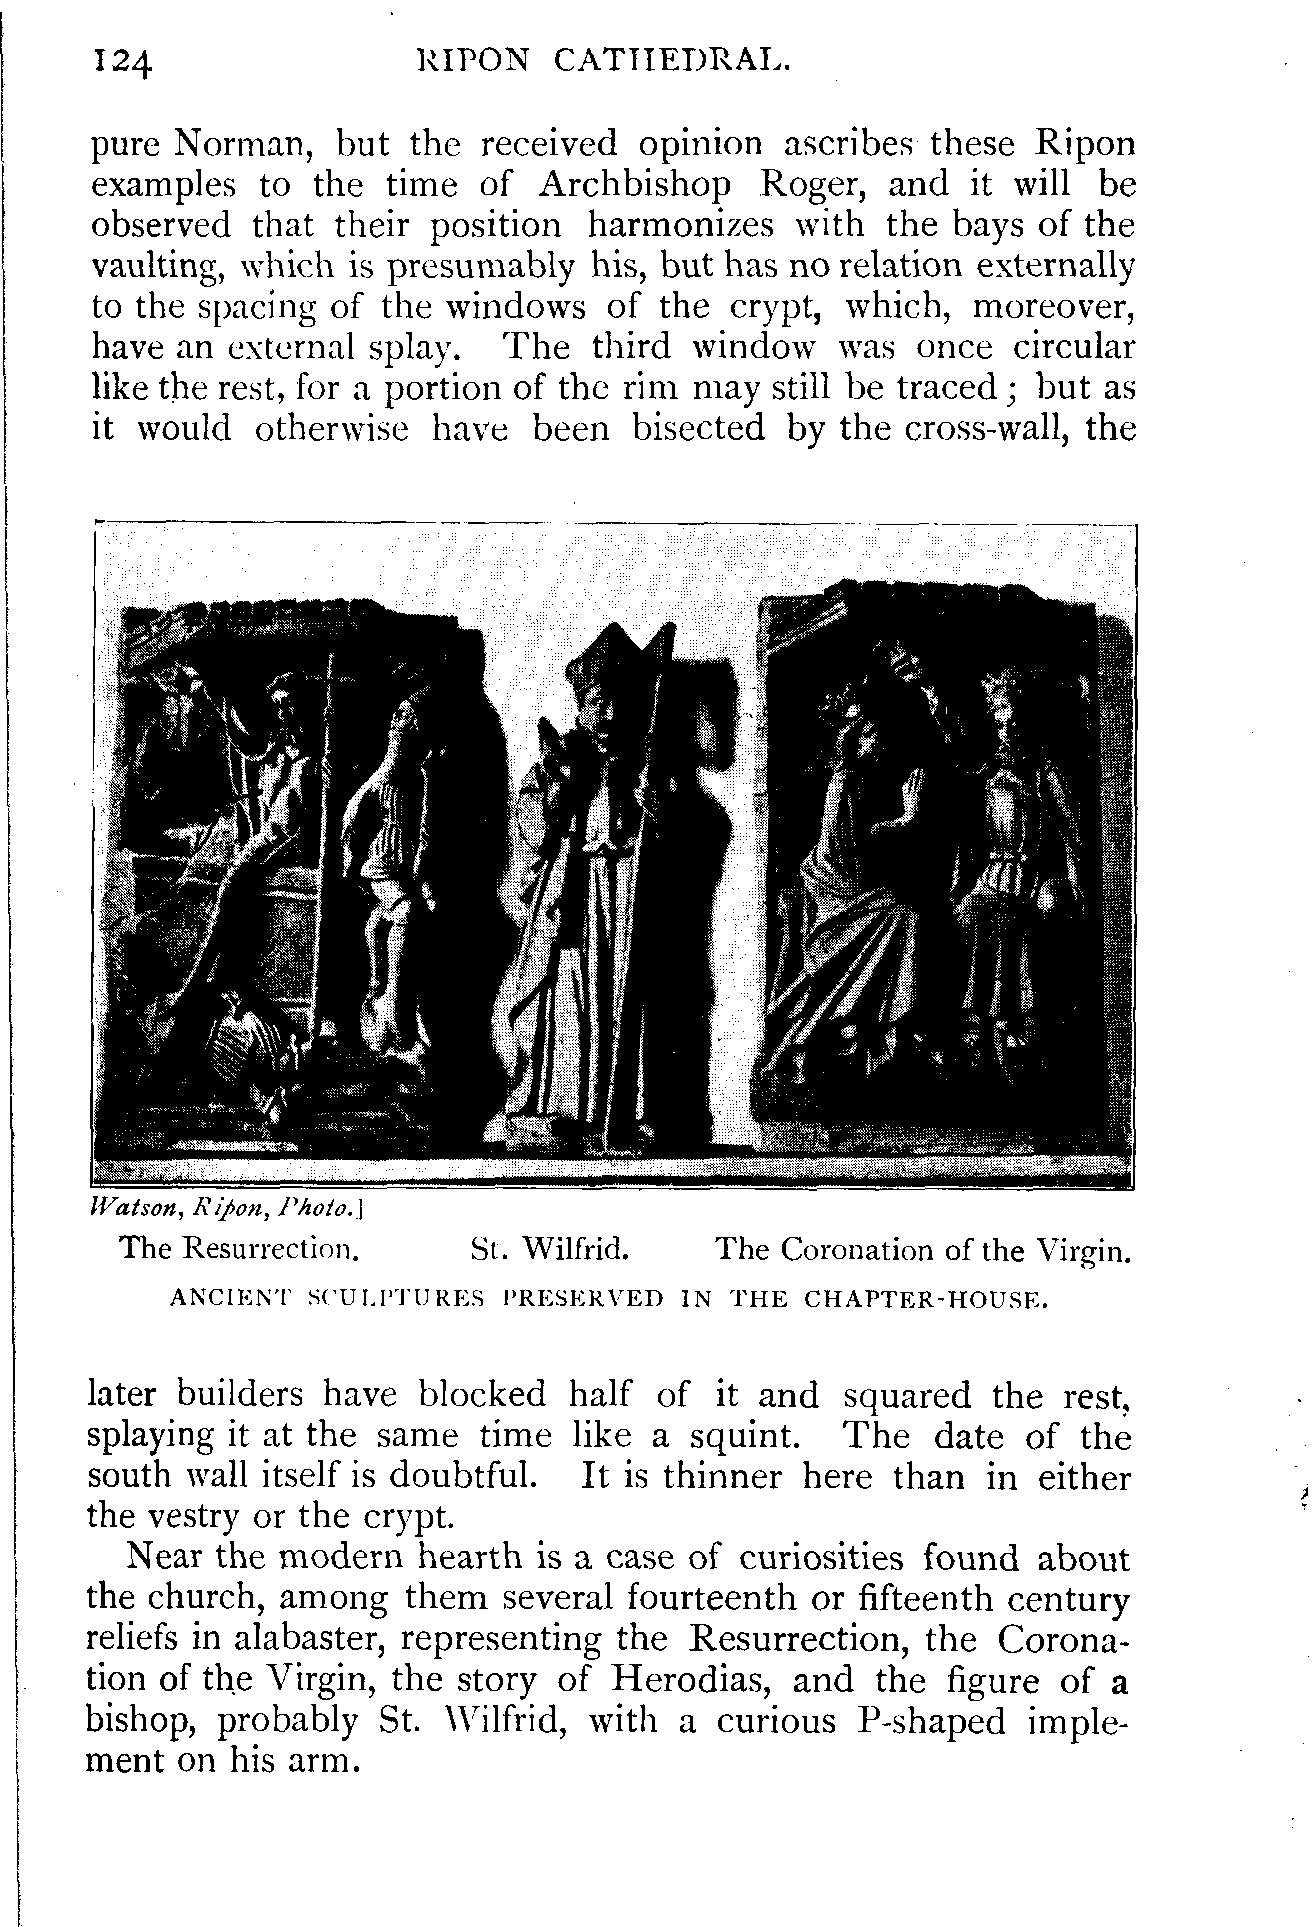 124 RIPON CATHEDRAL.
pure Norman, but the received opinion ascribes these Ripon
examples to the time of Archbishop Roger, and it will be
observed that their position harmonizes with the bays of the
vaulting, which is presumably his, but has no relation externally
to the spacing of the windows of the crypt, which, moreover,
have an external splay. The third window was once circular
like the rest, for a portion of the rim may still be traced; but as
it would otherwise have been bisected by the cross-wall, the
Watson, Ripon, Photo.]
The Resurrection. St. Wilfrid. The Coronation of the Virgin.
ANCIENT SCULPTURES PRESERVED IN THE CHAPTER-HOUSE.
later builders have blocked half of it and squared the rest,
splaying it at the same time like a squint. The date of the
south wall itself is doubtful. It is thinner here than in either
the vestry or the crypt.
Near the modern hearth is a case of curiosities found about
the church, among them several fourteenth or fifteenth century
reliefs in alabaster, representing the Resurrection, the Corona-
tion of the Virgin, the story of Herodias, and the figure of a
bishop, probably St. Wilfrid, with a curious P-shaped imple-
ment on his arm.